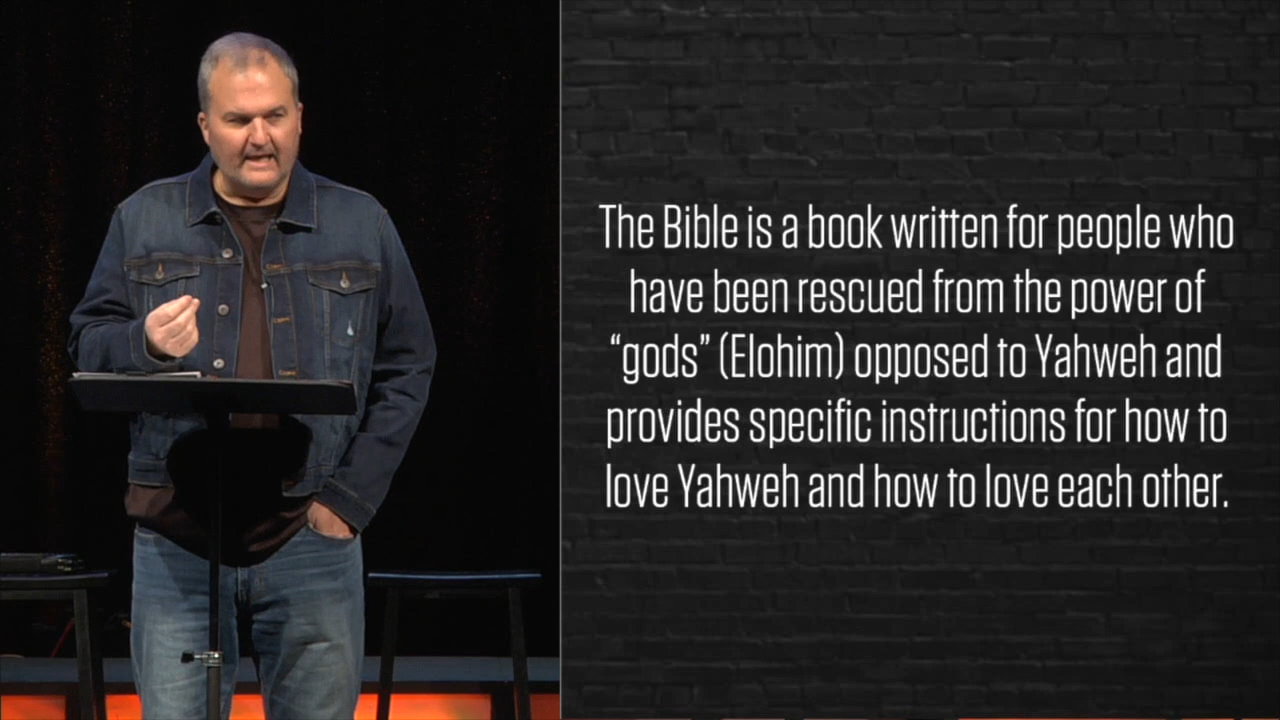 The Bible is a book written for people who
have been rescued from the power of
“gods” (Elohim) opposed to Yahweh and
provides specific instructions for how to
love Yahweh and how to love each other.